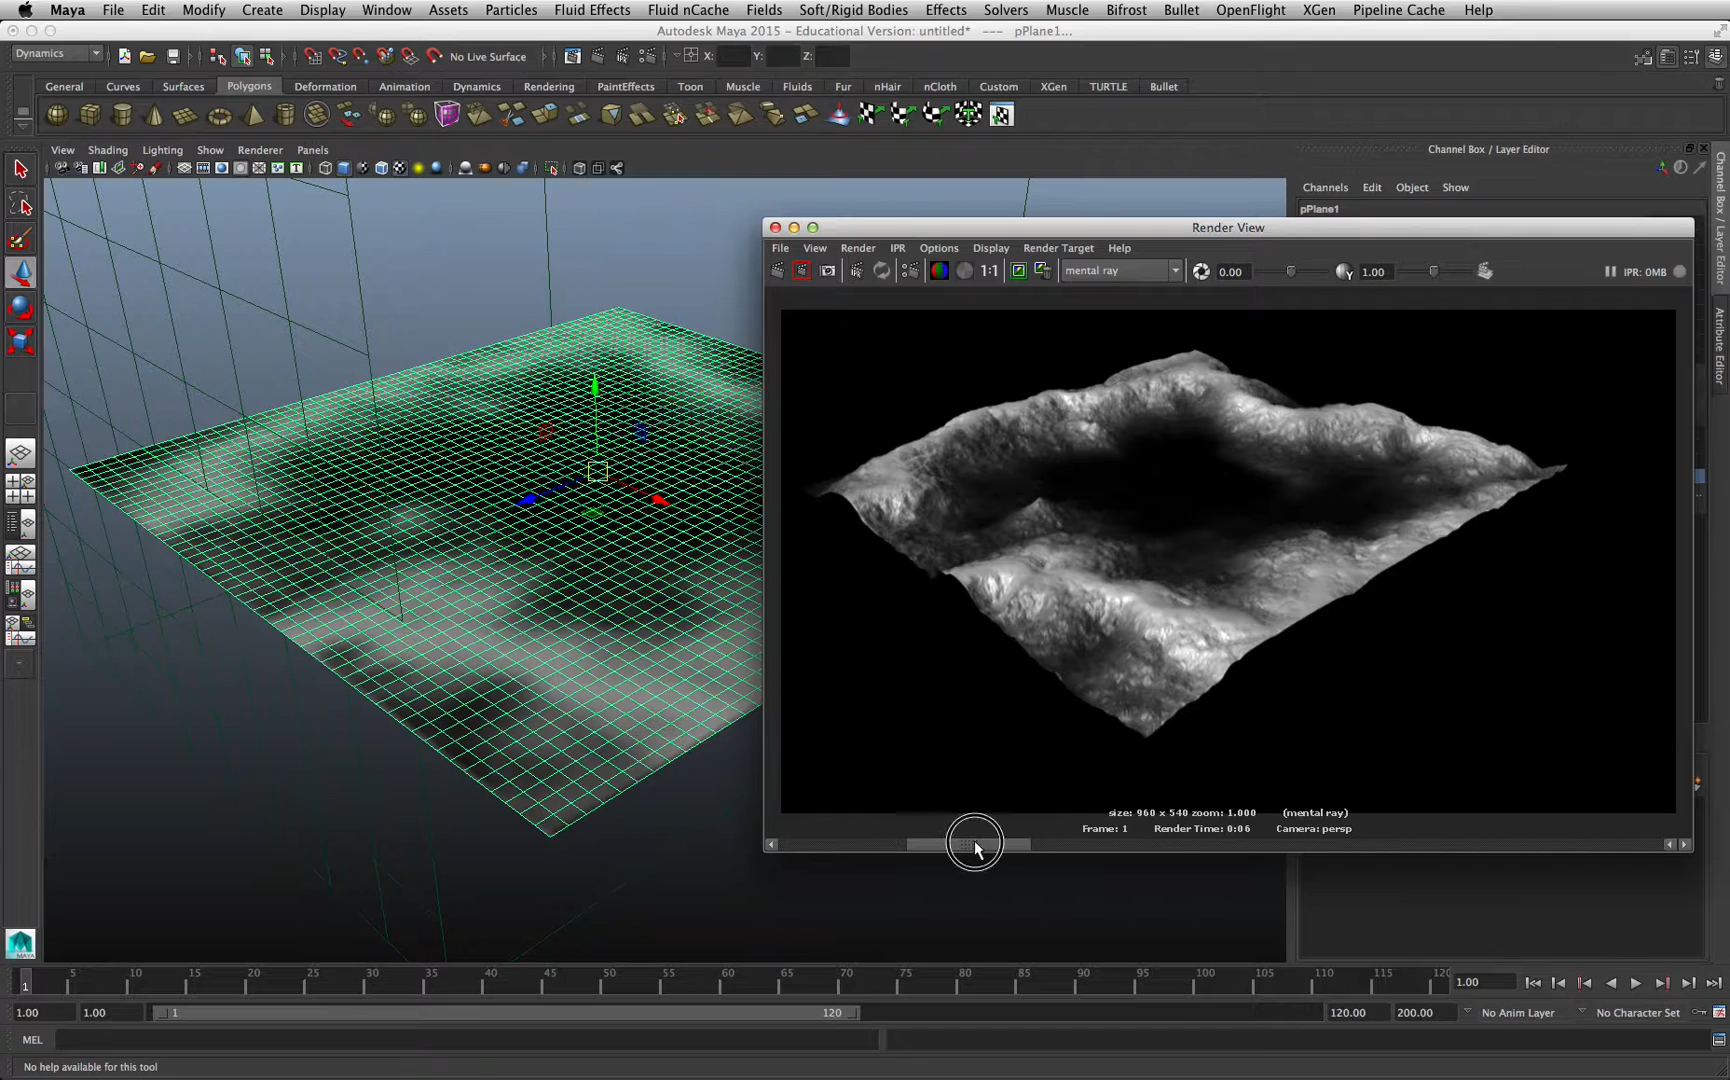 Maya File Edit Modify Create Display Window Assets Select Particles Fluid Effects Fluid nCache Fields Soft/Rigid Bodies Effects Solvers Muscle Bifrost Bullet OpenFlight XGen Pipeline Cache Help
Autodesk Maya 2015 - Educational Version: untitled* --- pPlane1...
Dynamics No Live Surface X: Y: Z:
General Curves Surfaces Polygons Deformation Animation Dynamics Rendering PaintEffects Toon Muscle Fluids Fur nHair nCloth Custom XGen TURTLE Bullet
View Shading Lighting Show Renderer Panels
Channel Box / Layer Editor
Channels Edit Object Show
pPlane1
Channel Box / Layer Editor
Attribute Editor
Render View
File View Render IPR Options Display Render Target Help
1:1 mental ray 0.00 1.00 IPR: 0MB
size: 960 x 540 zoom: 1.000 (mental ray)
Frame: 1 Render Time: 0:06 Camera: persp
MAYA
5 10 15 20 25 30 35 40 45 50 55 60 65 70 75 80 85 90 95 100 105 110 115 120
1 1.00
1.00 1.00 1 120 120.00 200.00 No Anim Layer No Character Set
MEL
No help available for this tool